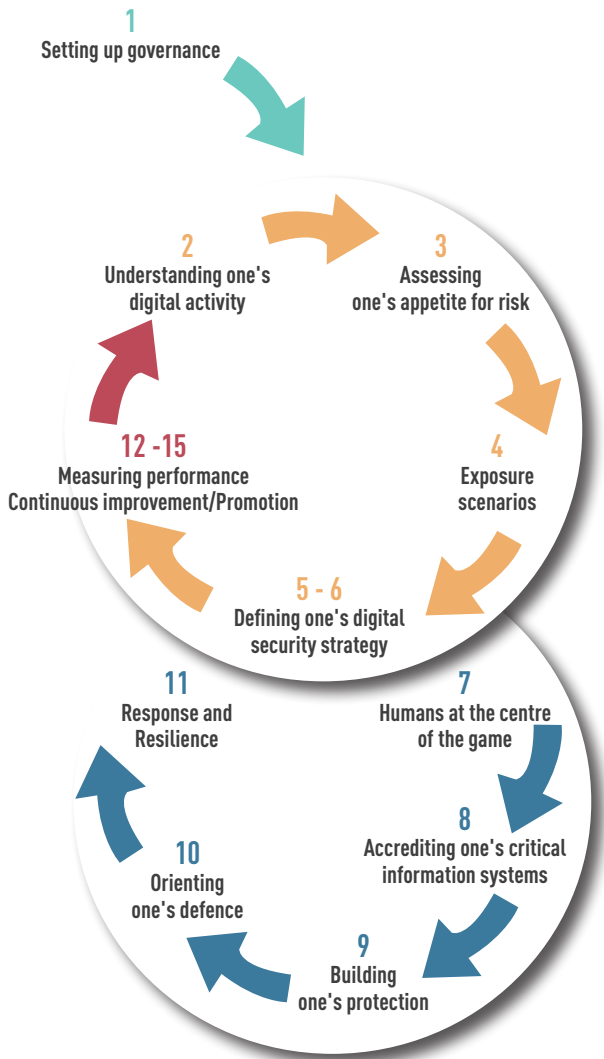 1
Setting up governance
2
Understanding one's
digital activity
3
Assessing
one's appetite for risk
4
Exposure
scenarios
5 - 6
Defining one's digital
security strategy
12 -15
Measuring performance
Continuous improvement/Promotion
7
Humans at the centre
of the game
8
Accrediting one's critical
information systems
9
Building
one's protection
10
Orienting
one's defence
11
Response and
Resilience